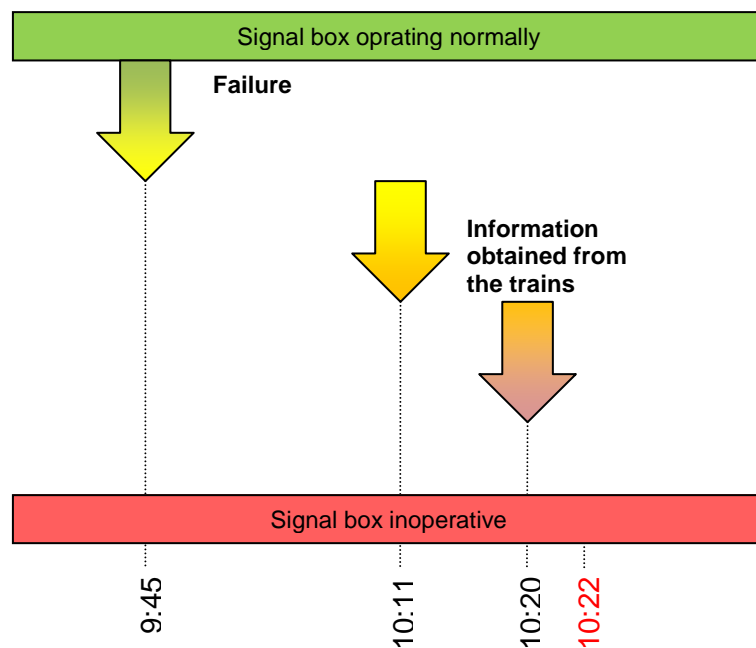 Signal box oprating normally
Failure
Information
obtained from
the trains
Signal box inoperative
9:45
10:11
10:20
10:22